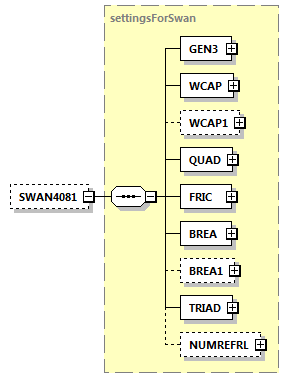 settingsForSwan
GEN3
WCAP
WCAP1
QUAD
SWAN4081
FRIC
BREA
BREA1
TRIAD
NUMREFRL